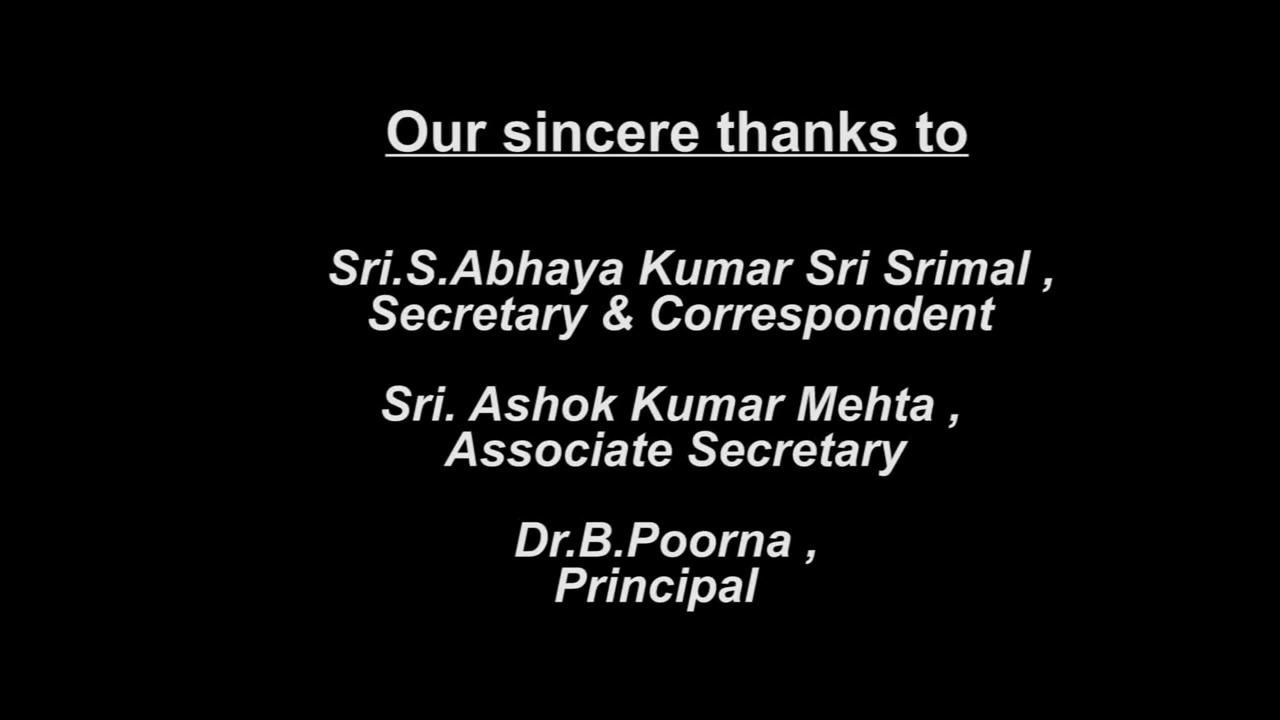 Our sincere thanks to
Sri.S.Abhaya Kumar Sri Srimal ,
Secretary & Correspondent
Sri. Ashok Kumar Mehta ,
Associate Secretary
Dr.B.Poorna ,
Principal